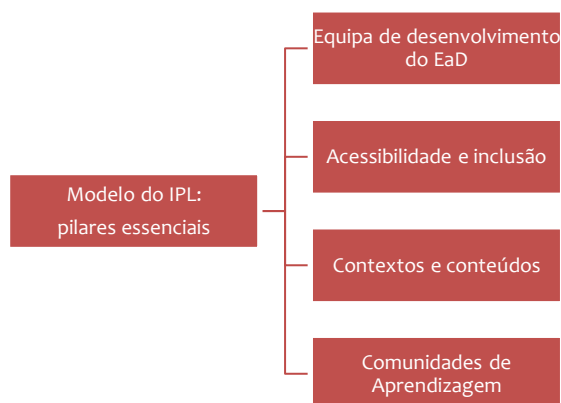 Modelo do IPL:
pilares essenciais
Equipa de desenvolvimento
do EaD
Acessibilidade e inclusão
Contextos e conteúdos
Comunidades de
Aprendizagem